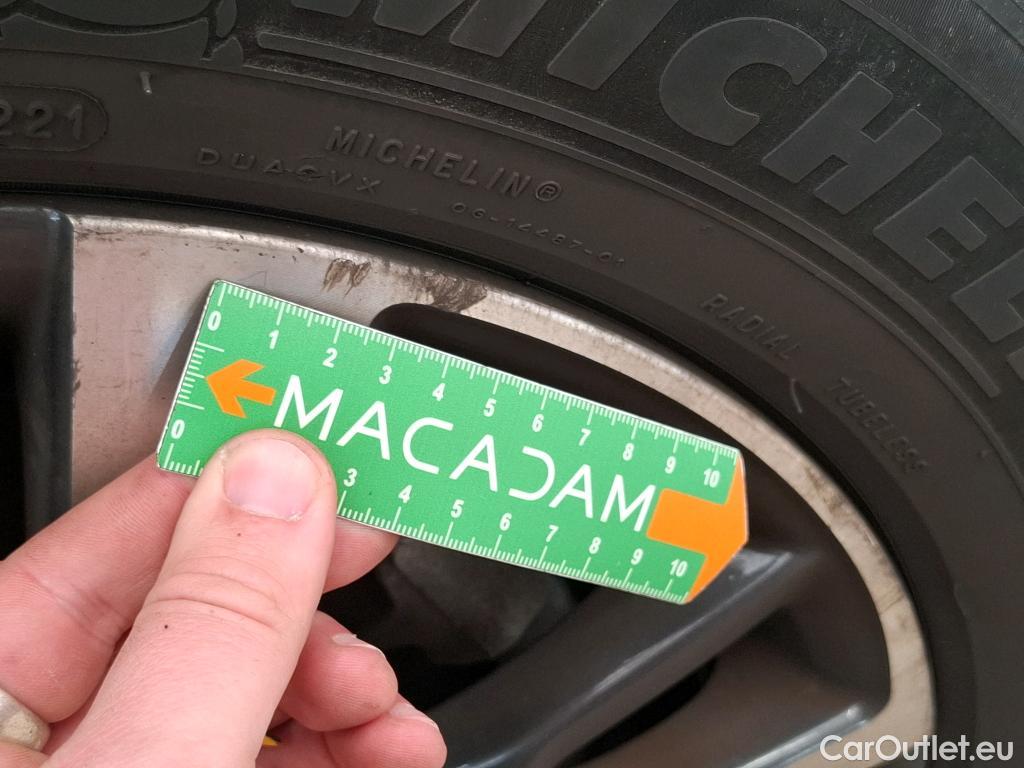 MICHEL
221
MICHELIN®
RADIAL
TUBELESS
0 1 2 3 4 5 6 7 8 9 10
MACADAM
0 3 4 5 6 7 8 9 10
CarOutlet.eu